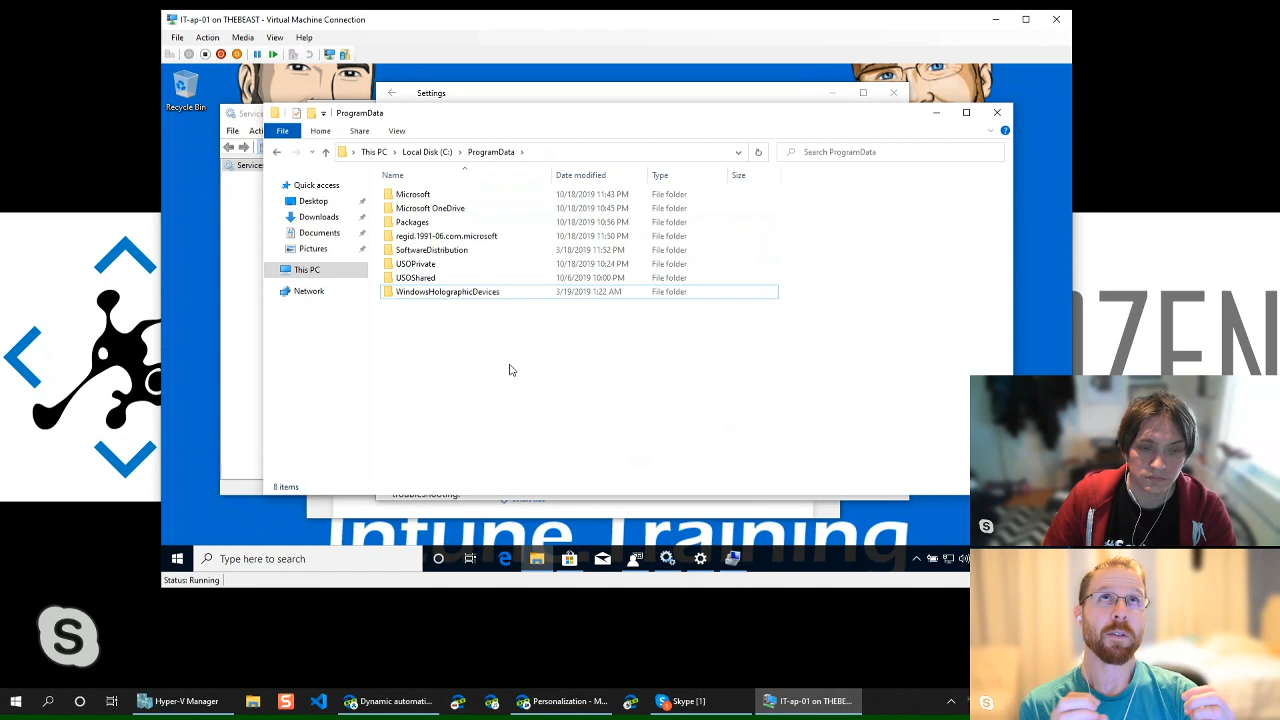 IT-ap-01 on THEBEAST - Virtual Machine Connection
File Action Media View Help
Recycle Bin
Settings
Service
ProgramData
File Acti
File Home Share View
This PC Local Disk (C:) ProgramData
Search ProgramData
Services
Name Date modified Type Size
Quick access
Desktop
Downloads
Documents
Pictures
This PC
Network
Microsoft 10/18/2019 11:43 PM File folder
Microsoft OneDrive 10/18/2019 10:45 PM File folder
Packages 10/18/2019 10:56 PM File folder
regid.1991-06.com.microsoft 10/18/2019 11:50 PM File folder
SoftwareDistribution 3/18/2019 11:52 PM File folder
USOPrivate 10/18/2019 10:24 PM File folder
USOShared 10/6/2019 10:00 PM File folder
WindowsHolographicDevices 3/19/2019 1:22 AM File folder
8 items
troubleshooting.
Intune Training
ZEN
Type here to search
Status: Running
S
Hyper-V Manager
Dynamic automati...
Personalization - M...
Skype [1]
IT-ap-01 on THEBE...